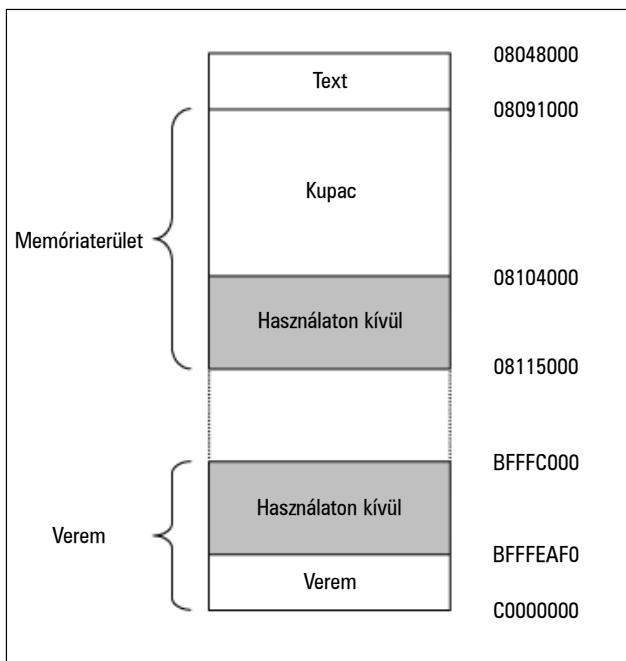 08048000
Text
08091000
Kupac
Memóriaterület
08104000
Használaton kívül
08115000
BFFFC000
Használaton kívül
Verem
BFFFEAF0
Verem
C0000000